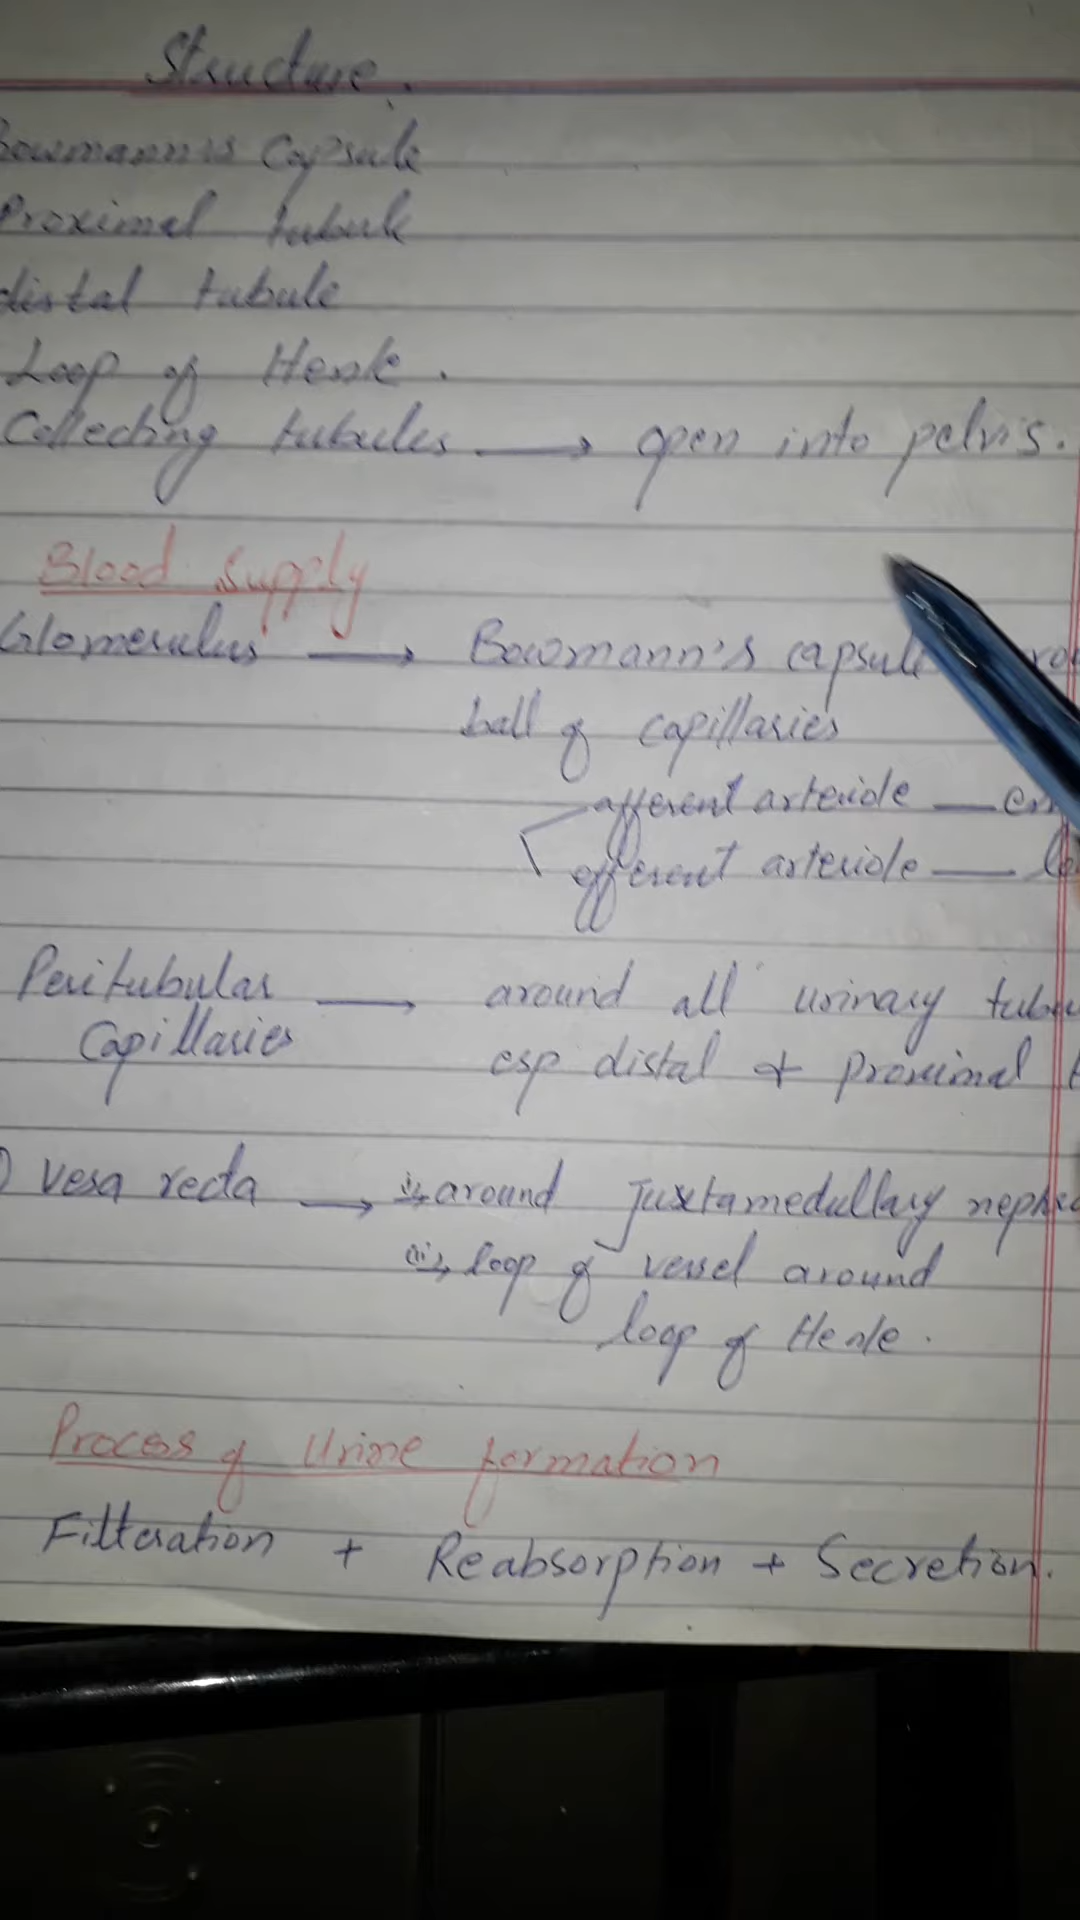 Structure.
Bowmann's Capsule
Proximal tubule
distal tubule
Loop of Henle.
Collecting tubules → open into pelvis.
Blood Supply
Glomerulus → Bowmann's capsule
ball of capillaries
afferent arteriole —
efferent arteriole —
Peritubular → around all urinary
Capillaries esp distal + proximal
Vesa recta → i, around Juxtamedullary
ii, loop of vessel around
loop of Henle.
Process of Urine formation
Filteration + Reabsorption + Secretion.